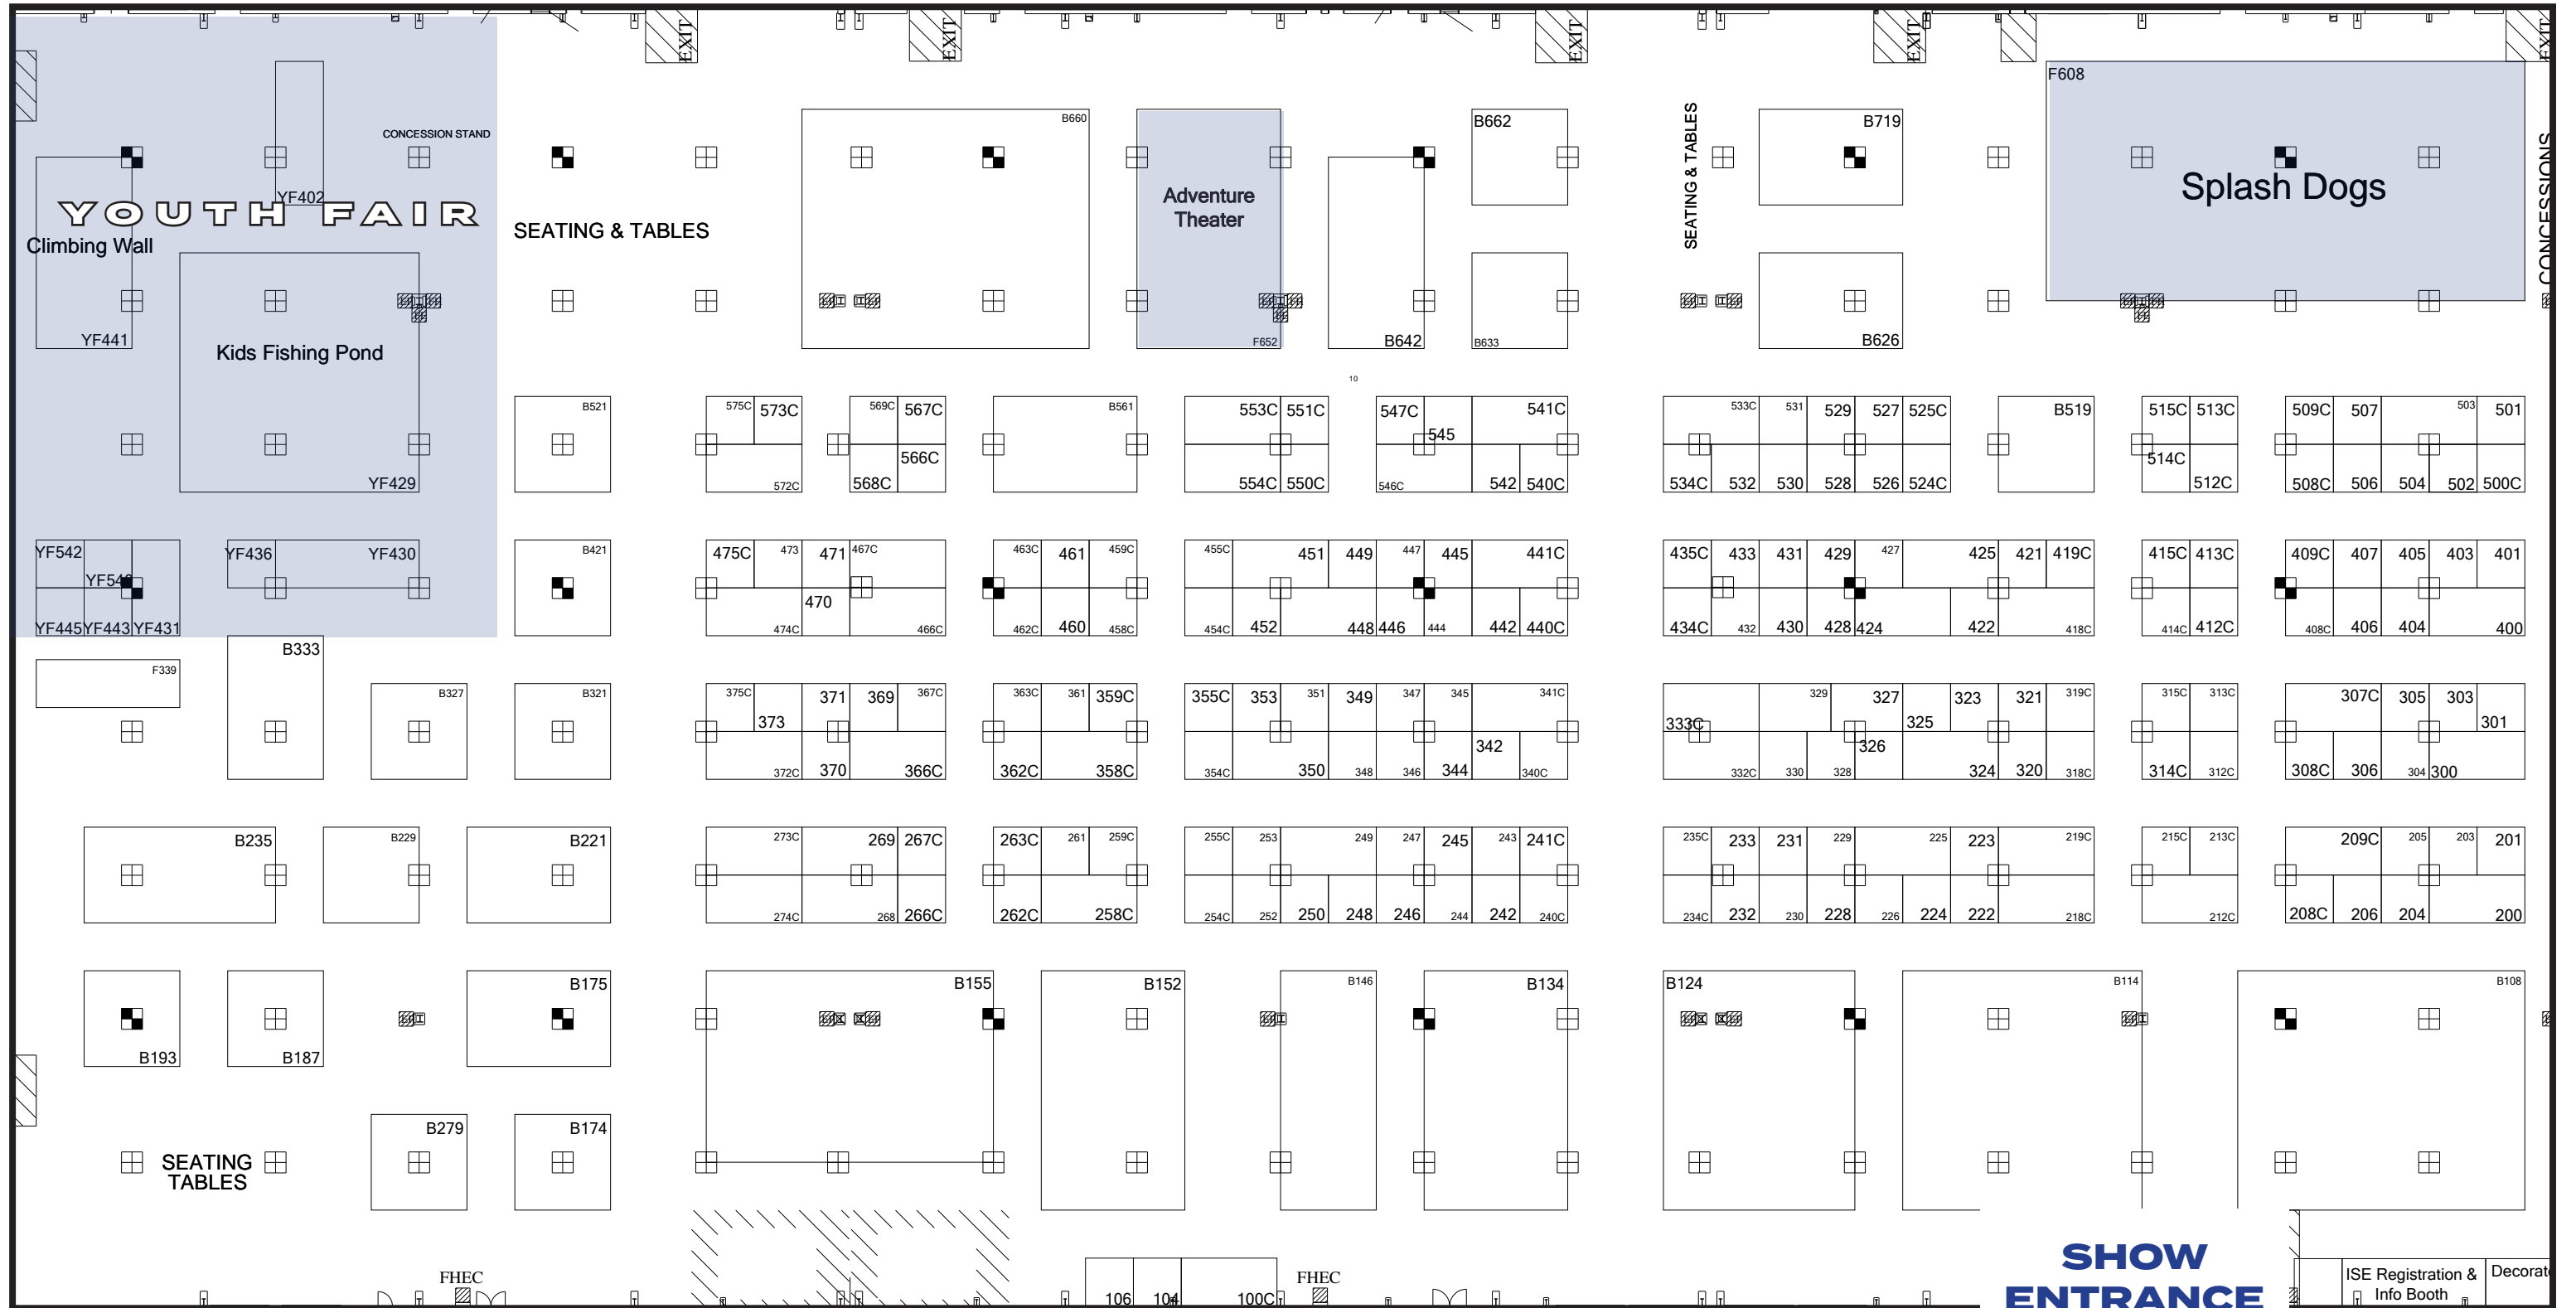 EXIT
EXIT
EXIT
EXIT
EXIT
F608
CONCESSION STAND
B660
B662
SEATING & TABLES
B719
CONCESSIONS
YF402
YOUTH FAIR
Climbing Wall
SEATING & TABLES
Adventure
Theater
Splash Dogs
YF441
Kids Fishing Pond
F652
B642
B633
B626
10
B521
575C 573C 569C 567C
B561
553C 551C 547C 545 541C
533C 531 529 527 525C
B519
515C 513C 509C 507 503 501
YF429
572C 568C 566C
554C 550C 546C 542 540C
534C 532 530 528 526 524C
514C 512C 508C 506 504 502 500C
YF542
YF436 YF430
B421
475C 473 471 467C
463C 461 459C
455C 451 449 447 445 441C
435C 433 431 429 427 425 421 419C
415C 413C 409C 407 405 403 401
YF445 YF443 YF431
474C 470 466C
462C 460 458C
454C 452 448 446 444 442 440C
434C 432 430 428 424 422 418C
414C 412C 408C 406 404 400
B333
F339
B327
B321
375C 373 371 369 367C
363C 361 359C
355C 353 351 349 347 345 341C
333C 329 327 325 323 321 319C
315C 313C 307C 305 303 301
372C 370 366C
362C 358C
354C 350 348 346 344 342 340C
332C 330 328 326 324 320 318C
314C 312C 308C 306 304 300
B235
B229
B221
273C 269 267C
263C 261 259C
255C 253 249 247 245 243 241C
235C 233 231 229 225 223 219C
215C 213C 209C 205 203 201
274C 268 266C
262C 258C
254C 252 250 248 246 244 242 240C
234C 232 230 228 226 224 222 218C
212C 208C 206 204 200
B193
B187
B175
B155
B152
B146
B134
B124
B114
B108
B279
B174
SEATING
TABLES
FHEC
FHEC
106 104 100C
SHOW
ENTRANCE
ISE Registration &
Info Booth